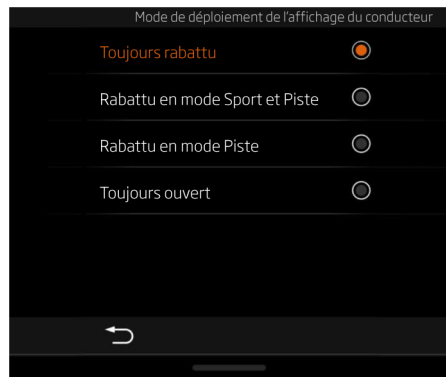 Mode de déploiement de l'affichage du conducteur
Toujours rabattu
Rabattu en mode Sport et Piste
Rabattu en mode Piste
Toujours ouvert